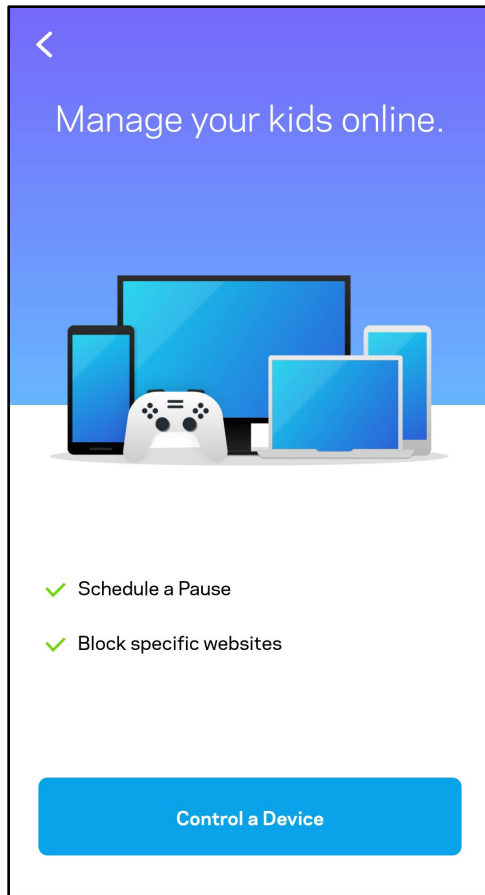 Manage your kids online.
Schedule a Pause
Block specific websites
Control a Device